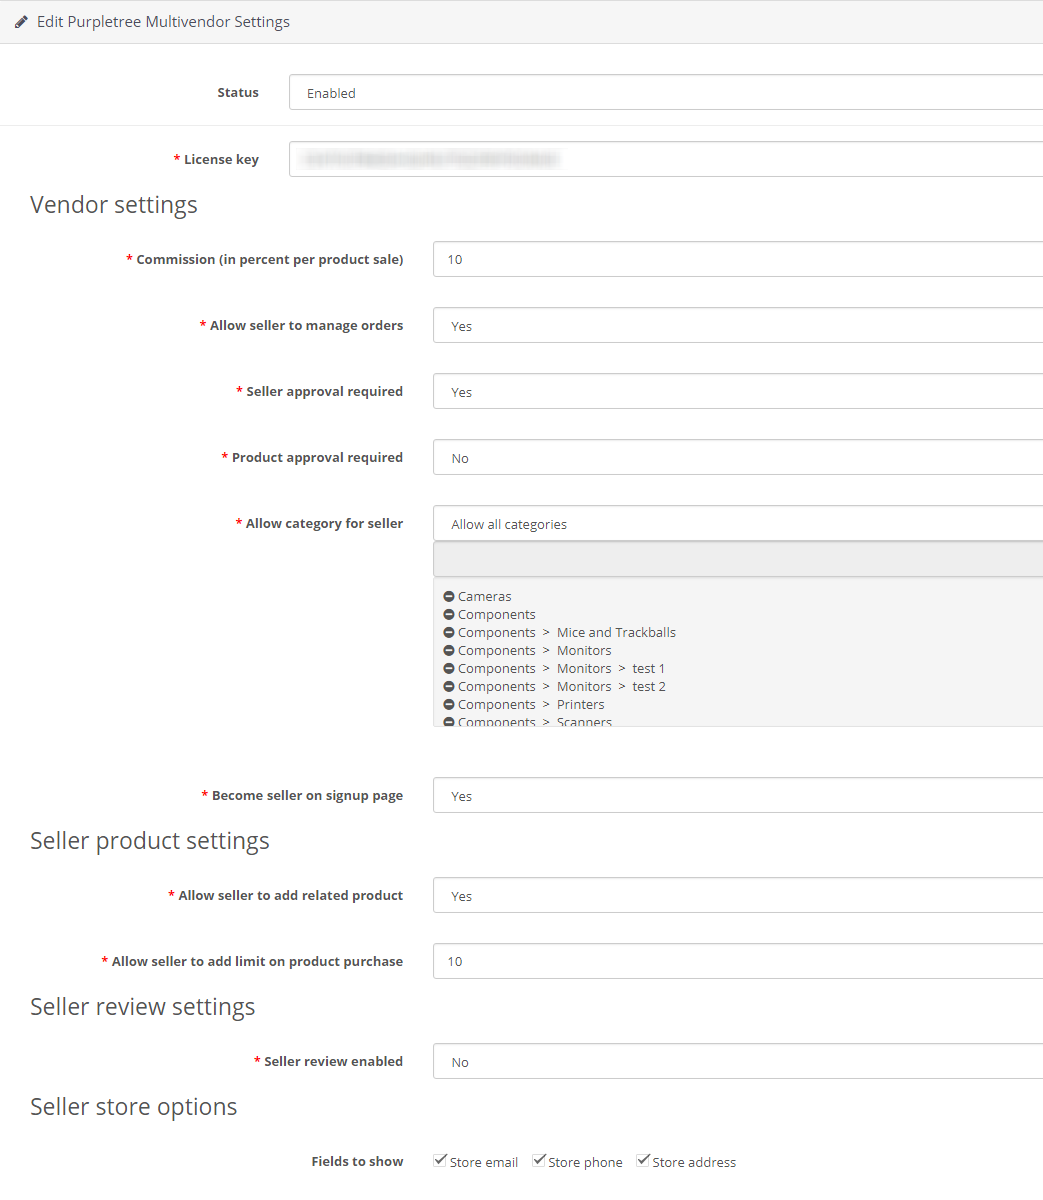 Edit Purpletree Multivendor Settings
Status Enabled
* License key
Vendor settings
* Commission (in percent per product sale) 10
* Allow seller to manage orders Yes
* Seller approval required Yes
* Product approval required No
* Allow category for seller Allow all categories
Cameras
Components
Components > Mice and Trackballs
Components > Monitors
Components > Monitors > test 1
Components > Monitors > test 2
Components > Printers
Components > Scanners
* Become seller on signup page Yes
Seller product settings
* Allow seller to add related product Yes
* Allow seller to add limit on product purchase 10
Seller review settings
* Seller review enabled No
Seller store options
Fields to show Store email Store phone Store address